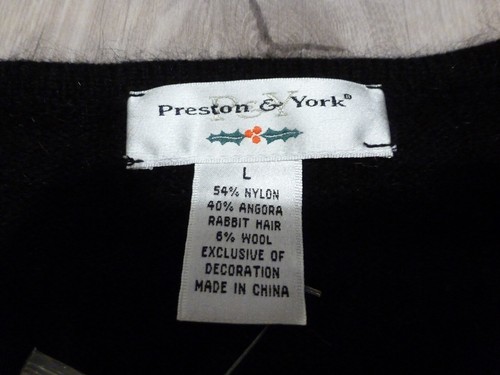 P&Y
Preston & York®
L
54% NYLON
40% ANGORA
RABBIT HAIR
6% WOOL
EXCLUSIVE OF
DECORATION
MADE IN CHINA